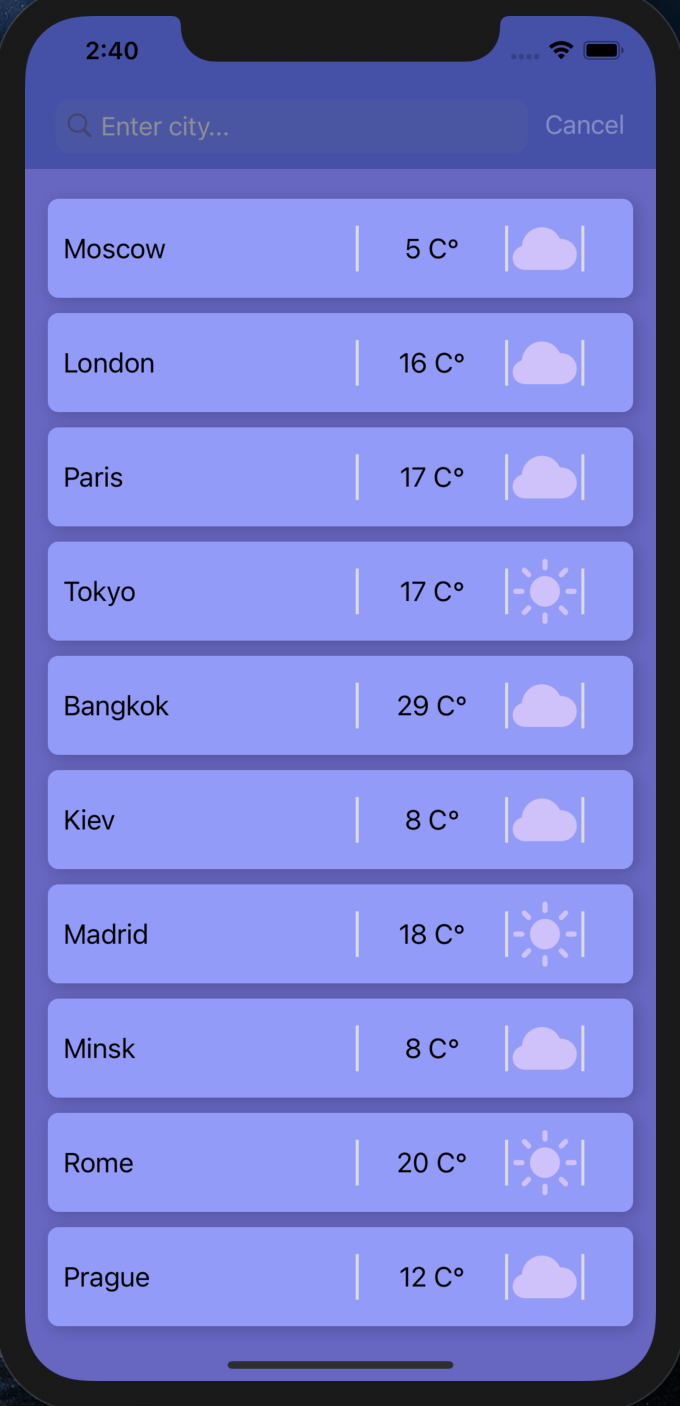 2:40
Enter city...
Cancel
Moscow 5 C°
London 16 C°
Paris 17 C°
Tokyo 17 C°
Bangkok 29 C°
Kiev 8 C°
Madrid 18 C°
Minsk 8 C°
Rome 20 C°
Prague 12 C°